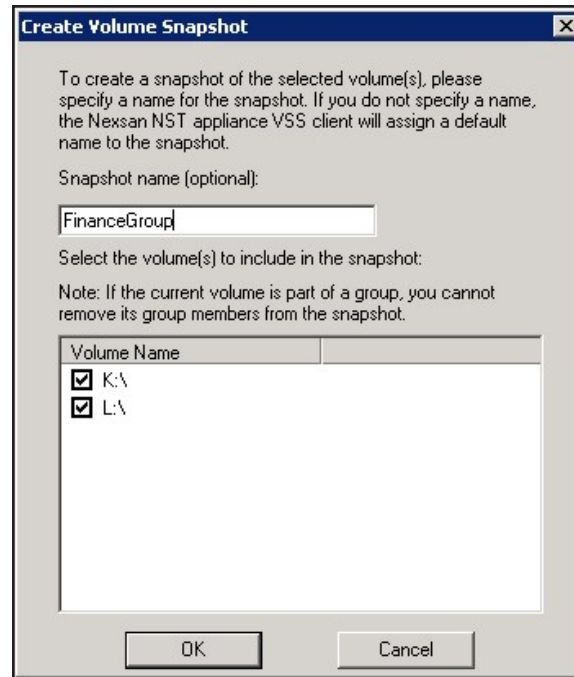 Create Volume Snapshot
To create a snapshot of the selected volume(s), please
specify a name for the snapshot. If you do not specify a name,
the Nexsan NST appliance VSS client will assign a default
name to the snapshot.
Snapshot name (optional):
FinanceGroup
Select the volume(s) to include in the snapshot:
Note: If the current volume is part of a group, you cannot
remove its group members from the snapshot.
Volume Name
K:\
L:\
OK
Cancel